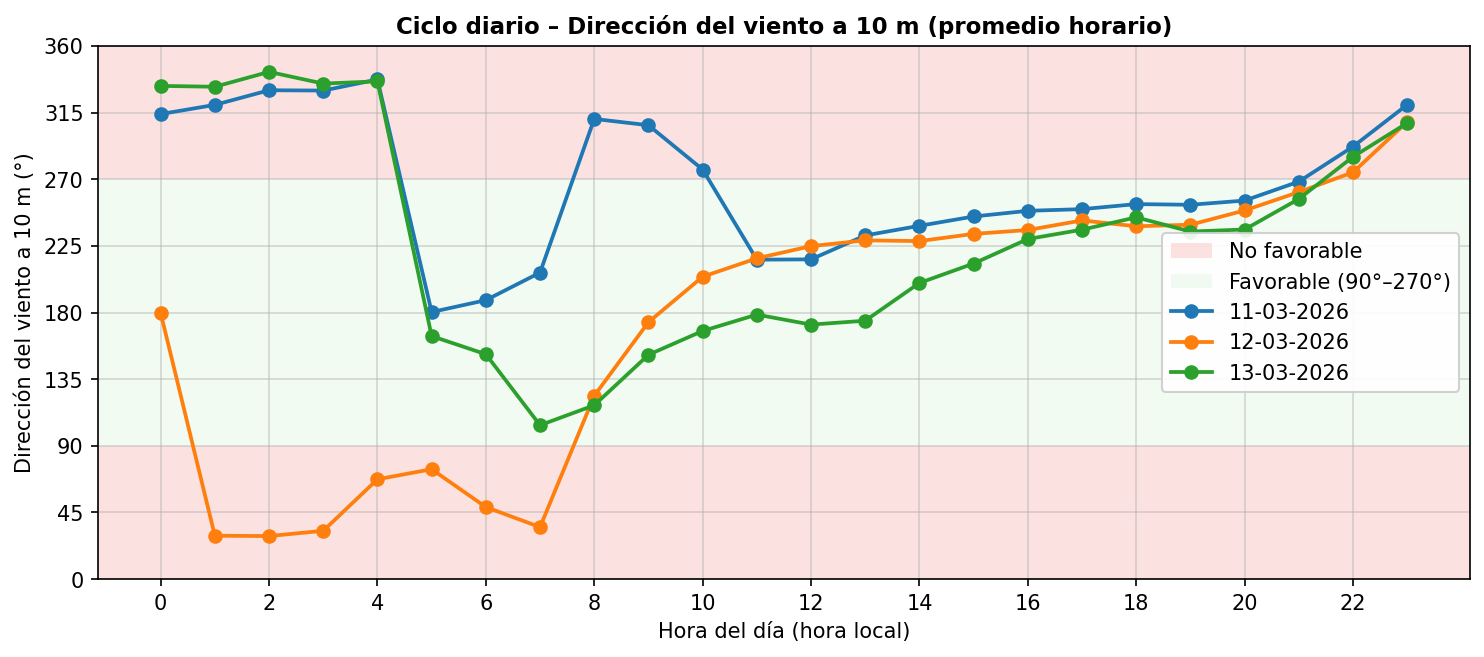 Ciclo diario – Dirección del viento a 10 m (promedio horario)
Dirección del viento a 10 m (°)
360
315
270
225
180
135
90
45
0
No favorable
Favorable (90°–270°)
11-03-2026
12-03-2026
13-03-2026
0 2 4 6 8 10 12 14 16 18 20 22
Hora del día (hora local)